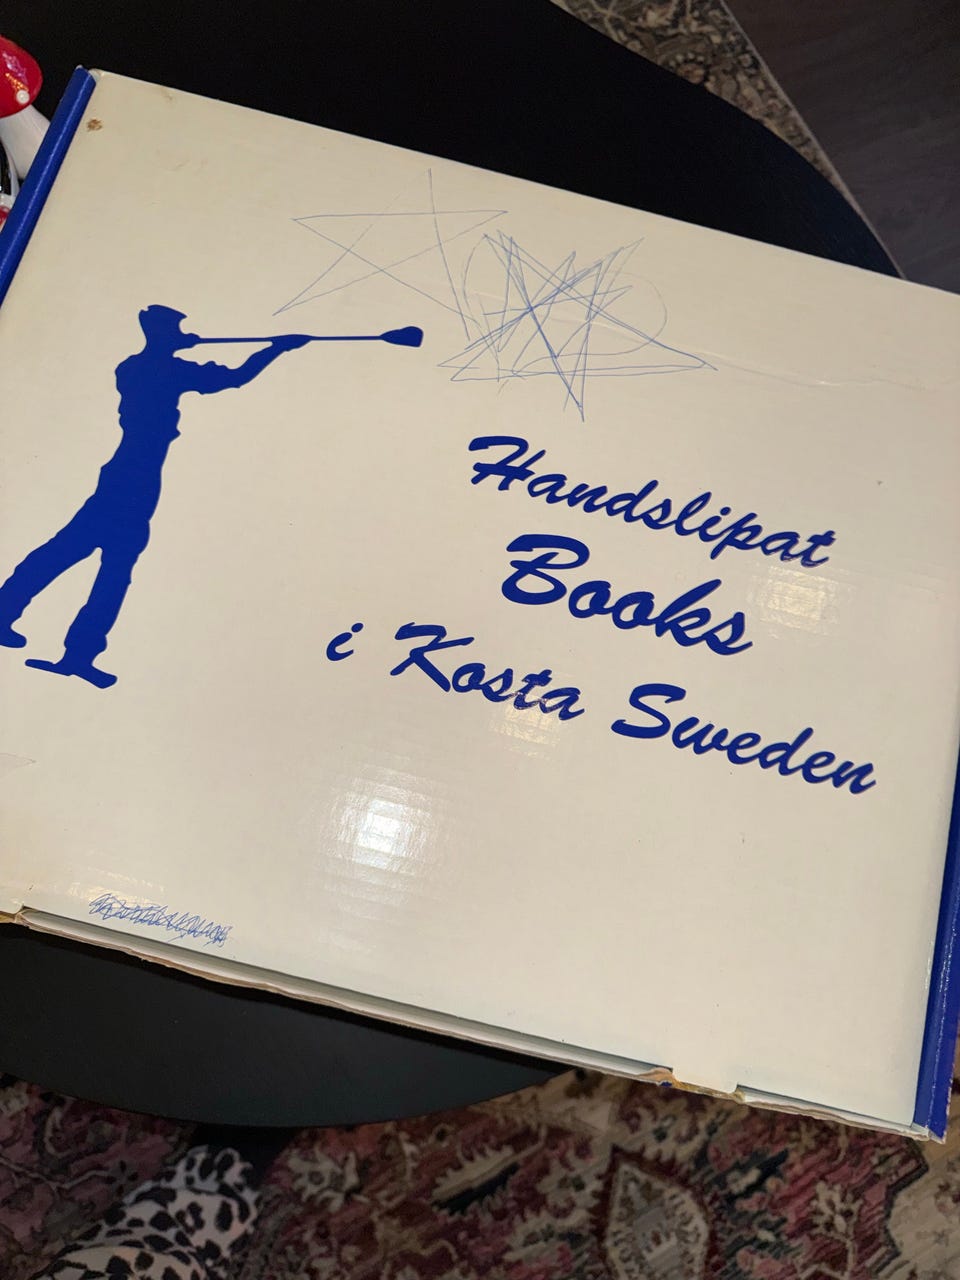 Handslipat
Books
i Kosta Sweden